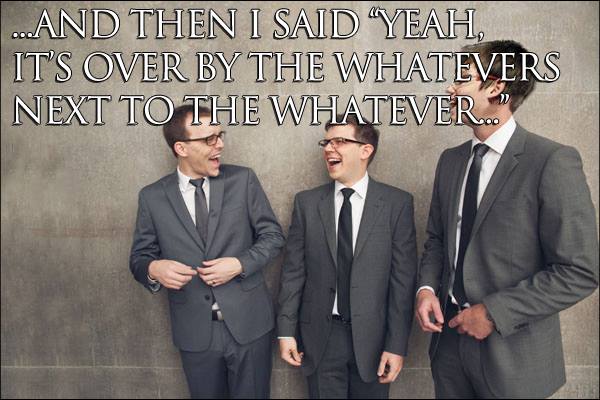 ...AND THEN I SAID “YEAH,
IT’S OVER BY THE WHATEVERS
NEXT TO THE WHATEVER...”